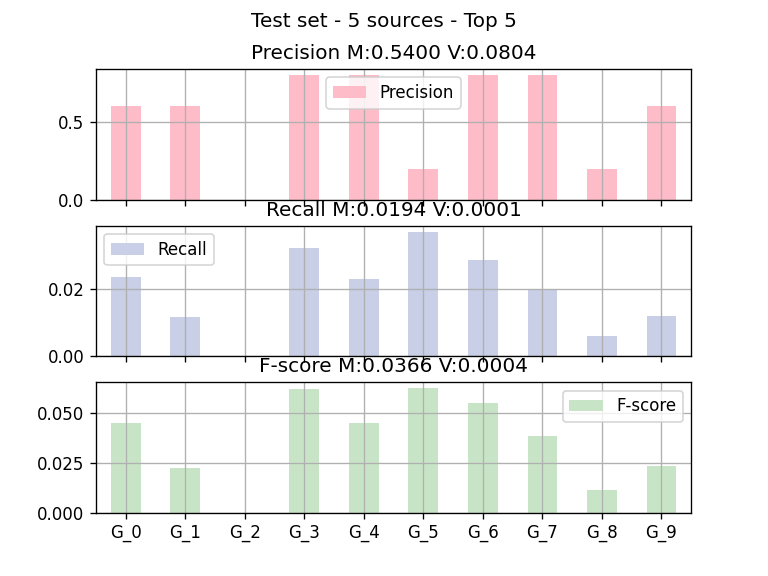 Test set - 5 sources - Top 5
Precision M:0.5400 V:0.0804
Precision
0.5
0.0
Recall M:0.0194 V:0.0001
Recall
0.02
0.00
F-score M:0.0366 V:0.0004
F-score
0.050
0.025
0.000
G_0 G_1 G_2 G_3 G_4 G_5 G_6 G_7 G_8 G_9